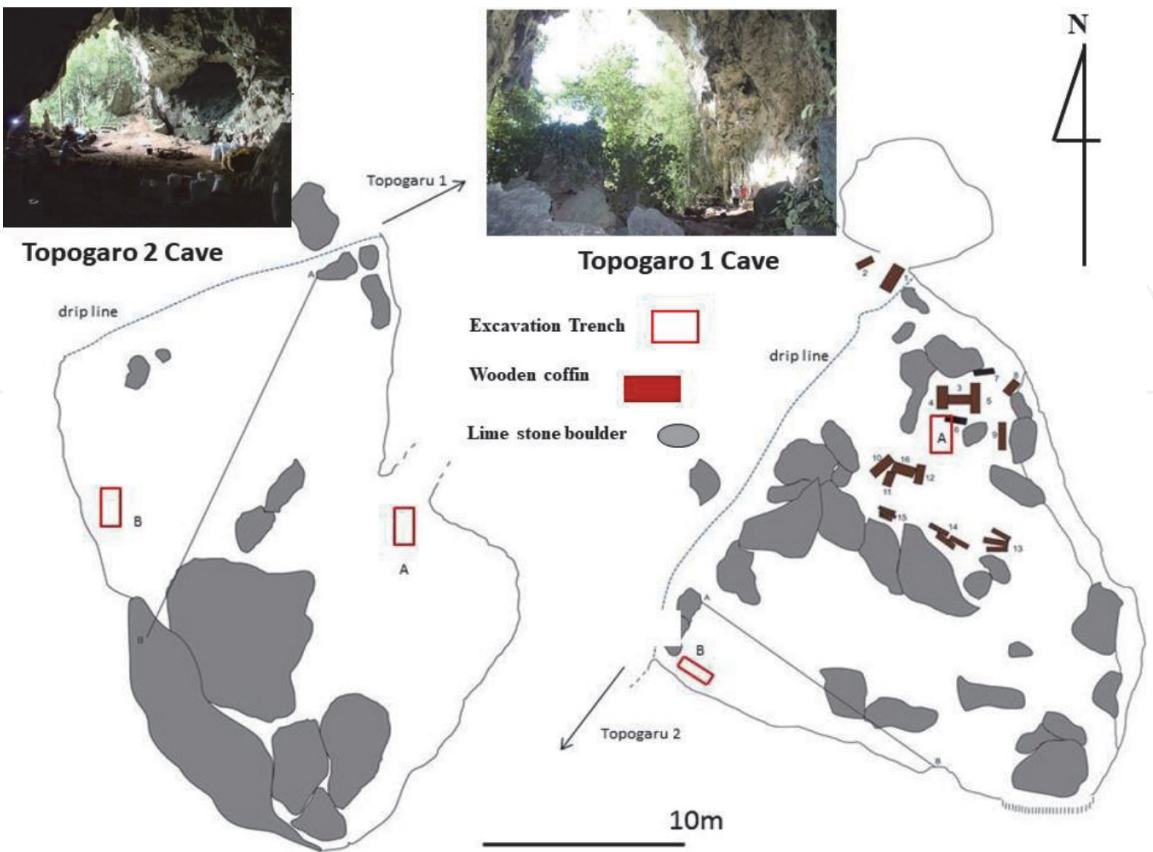 N
Topogaru 1
Topogaro 2 Cave
Topogaro 1 Cave
drip line
A
Excavation Trench
Wooden coffin
Lime stone boulder
drip line
2
1
7
8
3
4
5
6
A
9
10
16
12
11
15
14
13
B
A
B
A
B
B
Topogaru 2
B
10m